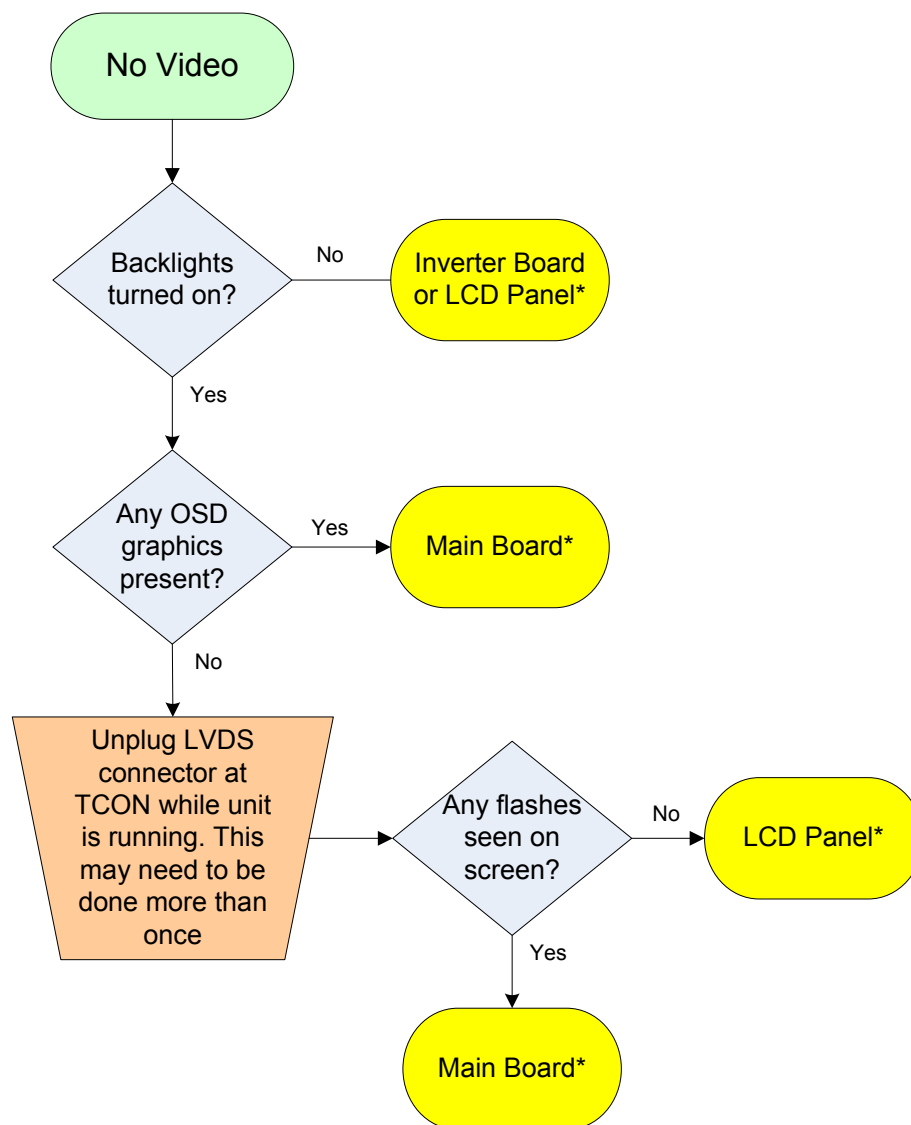 No Video
Backlights
turned on?
No
Inverter Board
or LCD Panel*
Yes
Any OSD
graphics
present?
Yes
Main Board*
No
Unplug LVDS
connector at
TCON while unit
is running. This
may need to be
done more than
once
Any flashes
seen on
screen?
No
LCD Panel*
Yes
Main Board*